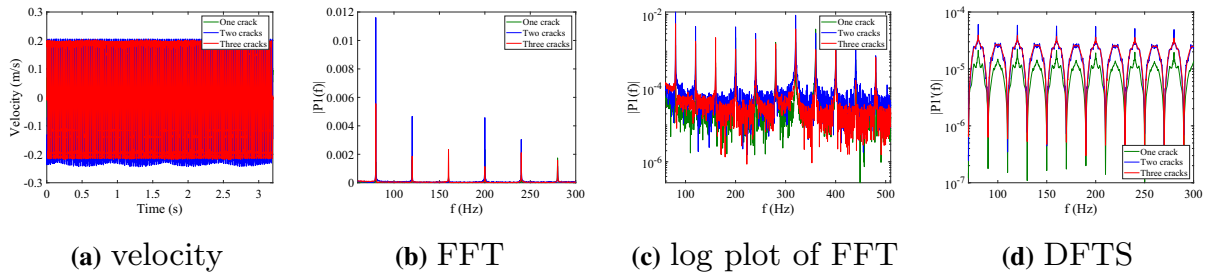 0.3
0.2
0.1
0
-0.1
-0.2
-0.3
0
0.5
1
1.5
2
2.5
3
Velocity (m/s)
Time (s)
One crack
Two cracks
Three cracks
(a) velocity
0.012
0.01
0.008
0.006
0.004
0.002
0
100
200
300
|P1(f)|
f (Hz)
One crack
Two cracks
Three cracks
(b) FFT
10-2
10-4
10-6
100
200
300
400
500
|P1(f)|
f (Hz)
One crack
Two cracks
Three cracks
(c) log plot of FFT
10-4
10-5
10-6
10-7
100
150
200
250
300
|P1'(f)|
f (Hz)
One crack
Two cracks
Three cracks
(d) DFTS